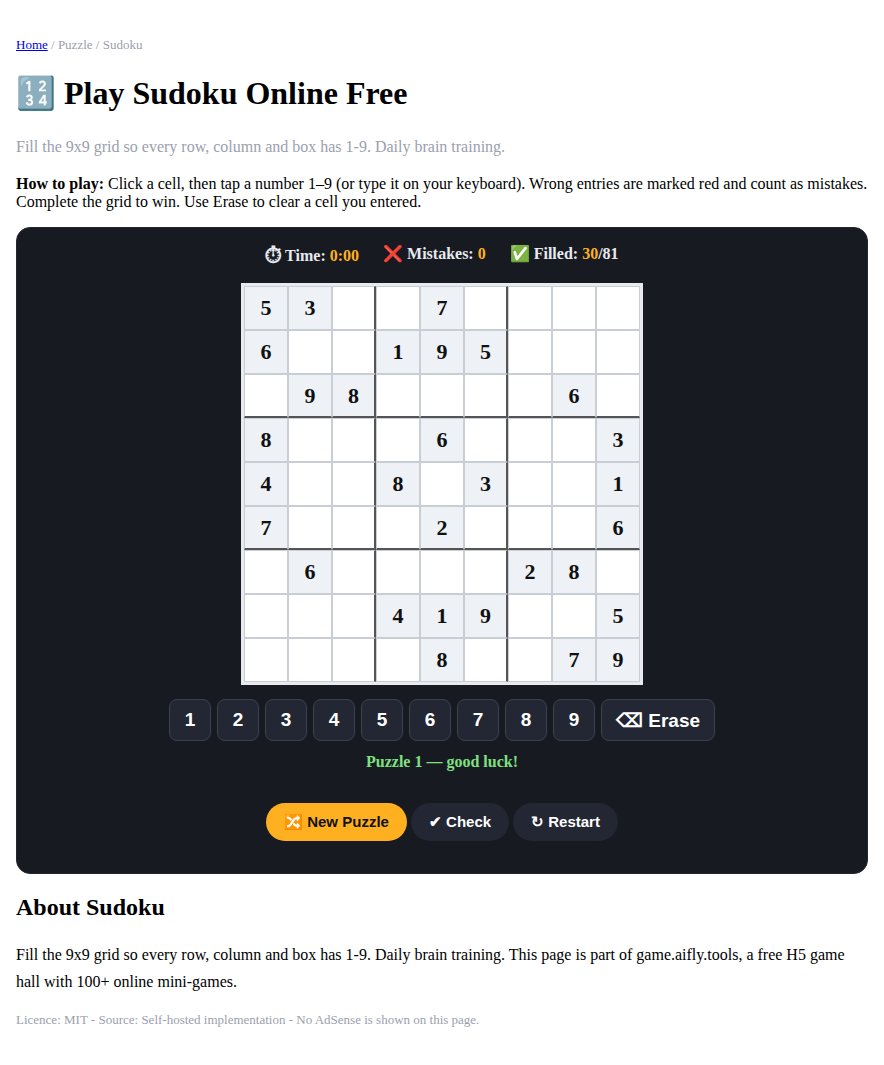 Home / Puzzle / Sudoku
🔢 Play Sudoku Online Free
Fill the 9x9 grid so every row, column and box has 1-9. Daily brain training.
How to play: Click a cell, then tap a number 1–9 (or type it on your keyboard). Wrong entries are marked red and count as mistakes.
Complete the grid to win. Use Erase to clear a cell you entered.
⏱ Time: 0:00 ❌ Mistakes: 0 ✅ Filled: 30/81
5 3 7
6 1 9 5
9 8 6
8 6 3
4 8 3 1
7 2 6
6 2 8
4 1 9 5
8 7 9
1 2 3 4 5 6 7 8 9 ⌫ Erase
Puzzle 1 — good luck!
🔀 New Puzzle ✔ Check ↻ Restart
About Sudoku
Fill the 9x9 grid so every row, column and box has 1-9. Daily brain training. This page is part of game.aifly.tools, a free H5 game
hall with 100+ online mini-games.
Licence: MIT - Source: Self-hosted implementation - No AdSense is shown on this page.